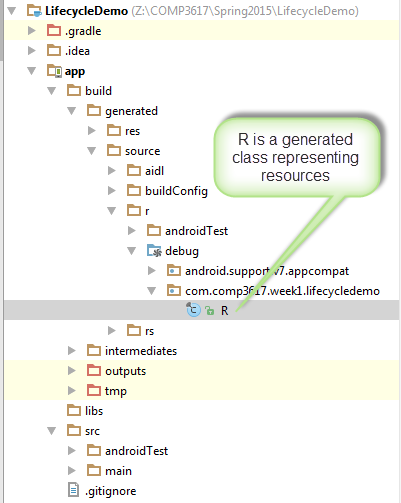 LifecycleDemo (Z:\COMP3617\Spring2015\LifecycleDemo)
.gradle
.idea
app
build
generated
res
source
aidl
buildConfig
r
androidTest
debug
android.support.v7.appcompat
com.comp3617.week1.lifecycledemo
R
rs
intermediates
outputs
tmp
libs
src
androidTest
main
.gitignore
R is a generated
class representing
resources